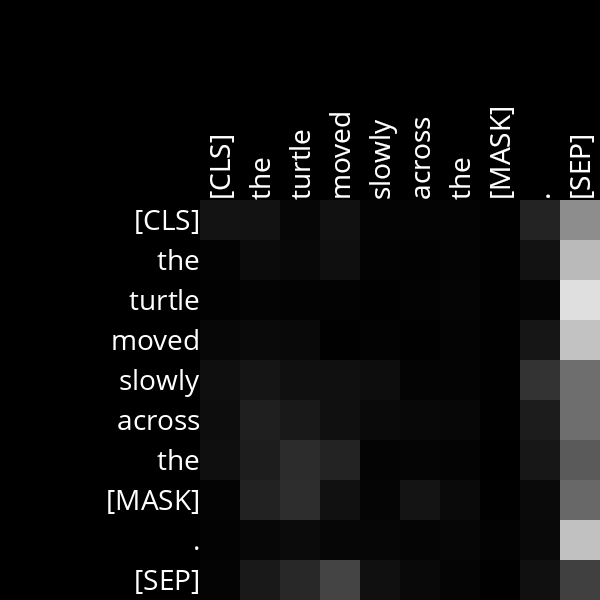 [CLS] the turtle moved slowly across the [MASK] . [SEP]
[CLS]
the
turtle
moved
slowly
across
the
[MASK]
.
[SEP]